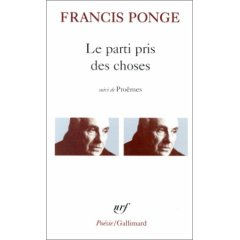 FRANCIS PONGE
Le parti pris
des choses
suivi de Proêmes
nrf
Poésie/Gallimard